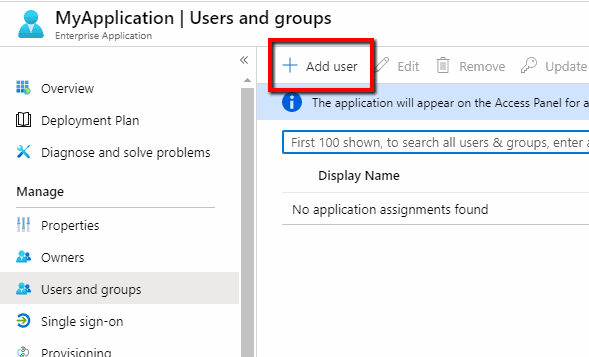 MyApplication | Users and groups
Enterprise Application
«
Add user
Edit
Remove
Update
Overview
Deployment Plan
Diagnose and solve problems
Manage
Properties
Owners
Users and groups
Single sign-on
Provisioning
The application will appear on the Access Panel for a
First 100 shown, to search all users & groups, enter a
Display Name
No application assignments found